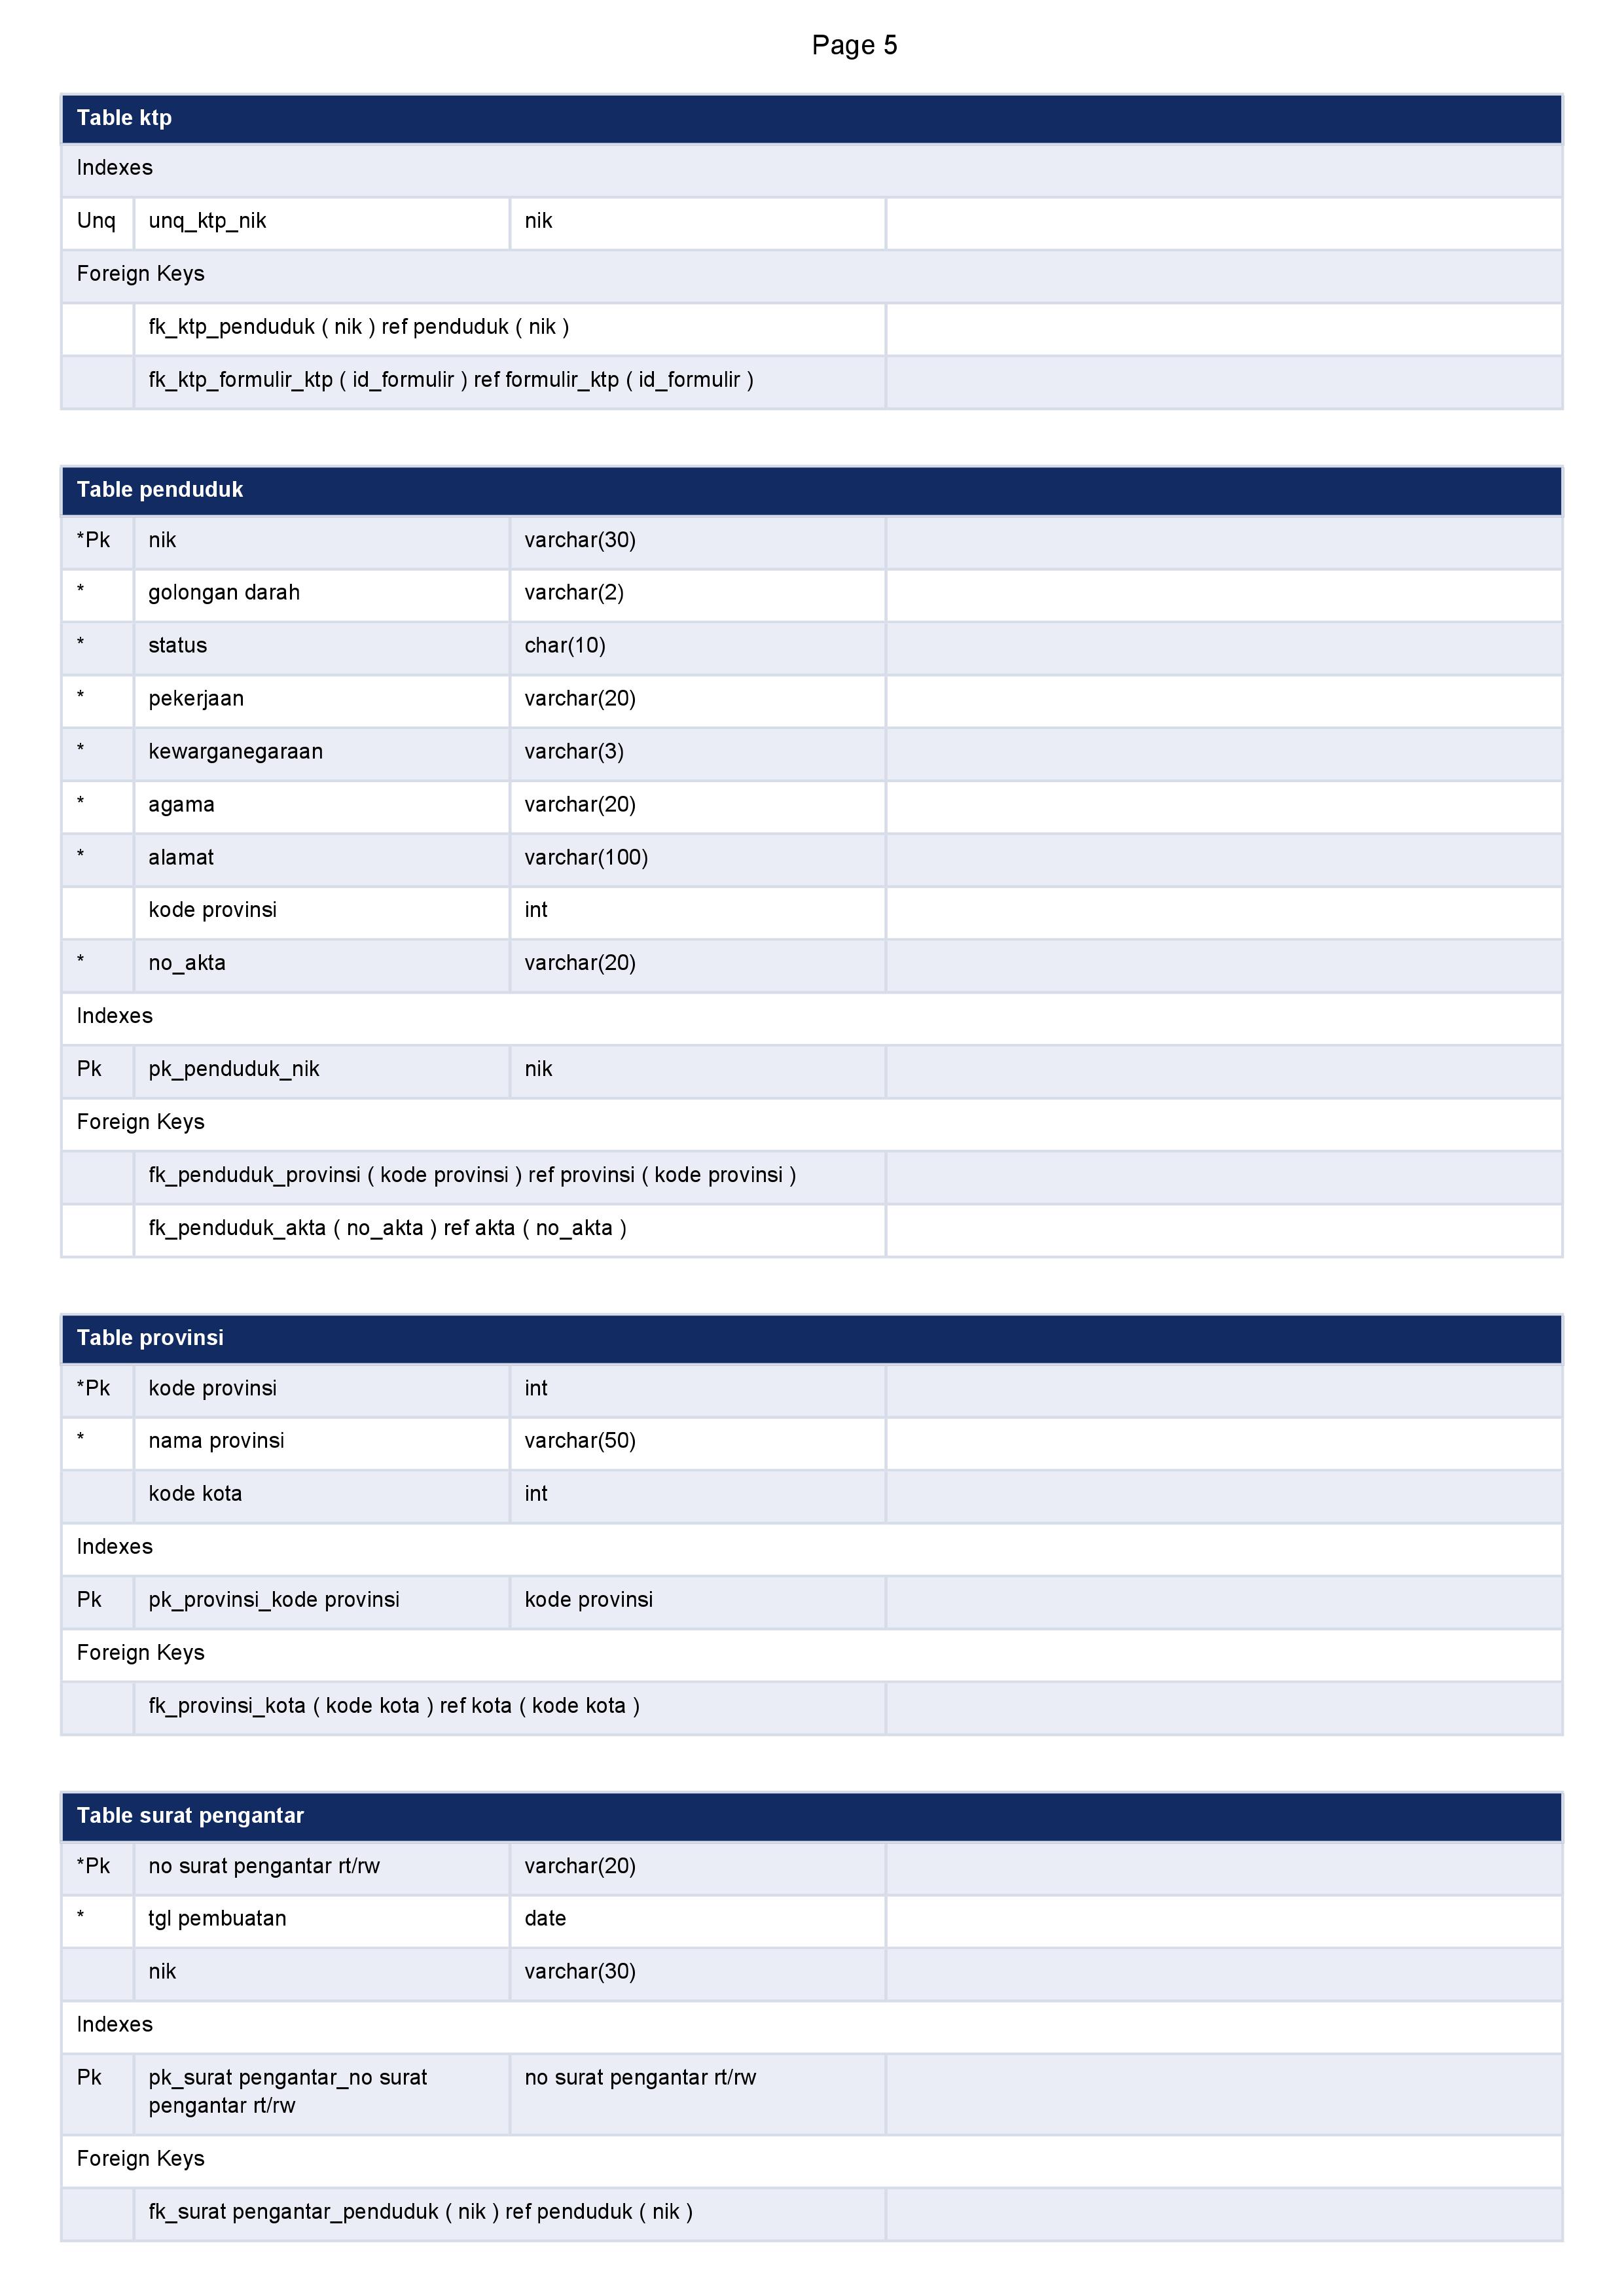 Page 5
Table ktp
Indexes
Unq unq_ktp_nik nik
Foreign Keys
fk_ktp_penduduk ( nik ) ref penduduk ( nik )
fk_ktp_formulir_ktp ( id_formulir ) ref formulir_ktp ( id_formulir )
Table penduduk
*Pk nik varchar(30)
* golongan darah varchar(2)
* status char(10)
* pekerjaan varchar(20)
* kewarganegaraan varchar(3)
* agama varchar(20)
* alamat varchar(100)
kode provinsi int
* no_akta varchar(20)
Indexes
Pk pk_penduduk_nik nik
Foreign Keys
fk_penduduk_provinsi ( kode provinsi ) ref provinsi ( kode provinsi )
fk_penduduk_akta ( no_akta ) ref akta ( no_akta )
Table provinsi
*Pk kode provinsi int
* nama provinsi varchar(50)
kode kota int
Indexes
Pk pk_provinsi_kode provinsi kode provinsi
Foreign Keys
fk_provinsi_kota ( kode kota ) ref kota ( kode kota )
Table surat pengantar
*Pk no surat pengantar rt/rw varchar(20)
* tgl pembuatan date
nik varchar(30)
Indexes
Pk pk_surat pengantar_no surat no surat pengantar rt/rw
pengantar rt/rw
Foreign Keys
fk_surat pengantar_penduduk ( nik ) ref penduduk ( nik )